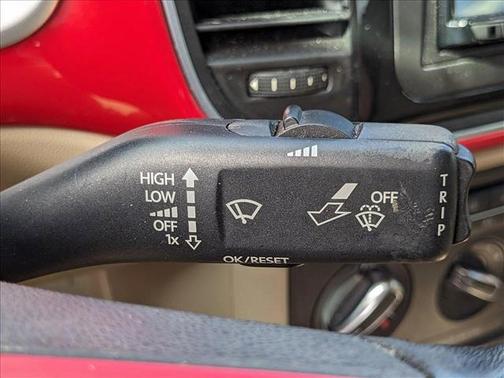 HIGH
LOW
OFF
1x
OFF
TRIP
OK/RESET